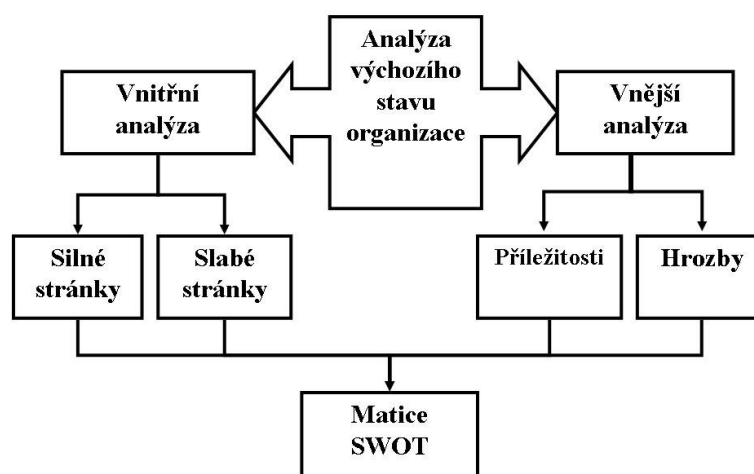 Analýza
výchozího
stavu
organizace
Vnitřní
analýza
Vnější
analýza
Silné
stránky
Slabé
stránky
Příležitosti
Hrozby
Matice
SWOT